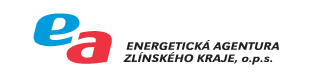 ea
ENERGETICKÁ AGENTURA
ZLÍNSKÉHO KRAJE, o.p.s.